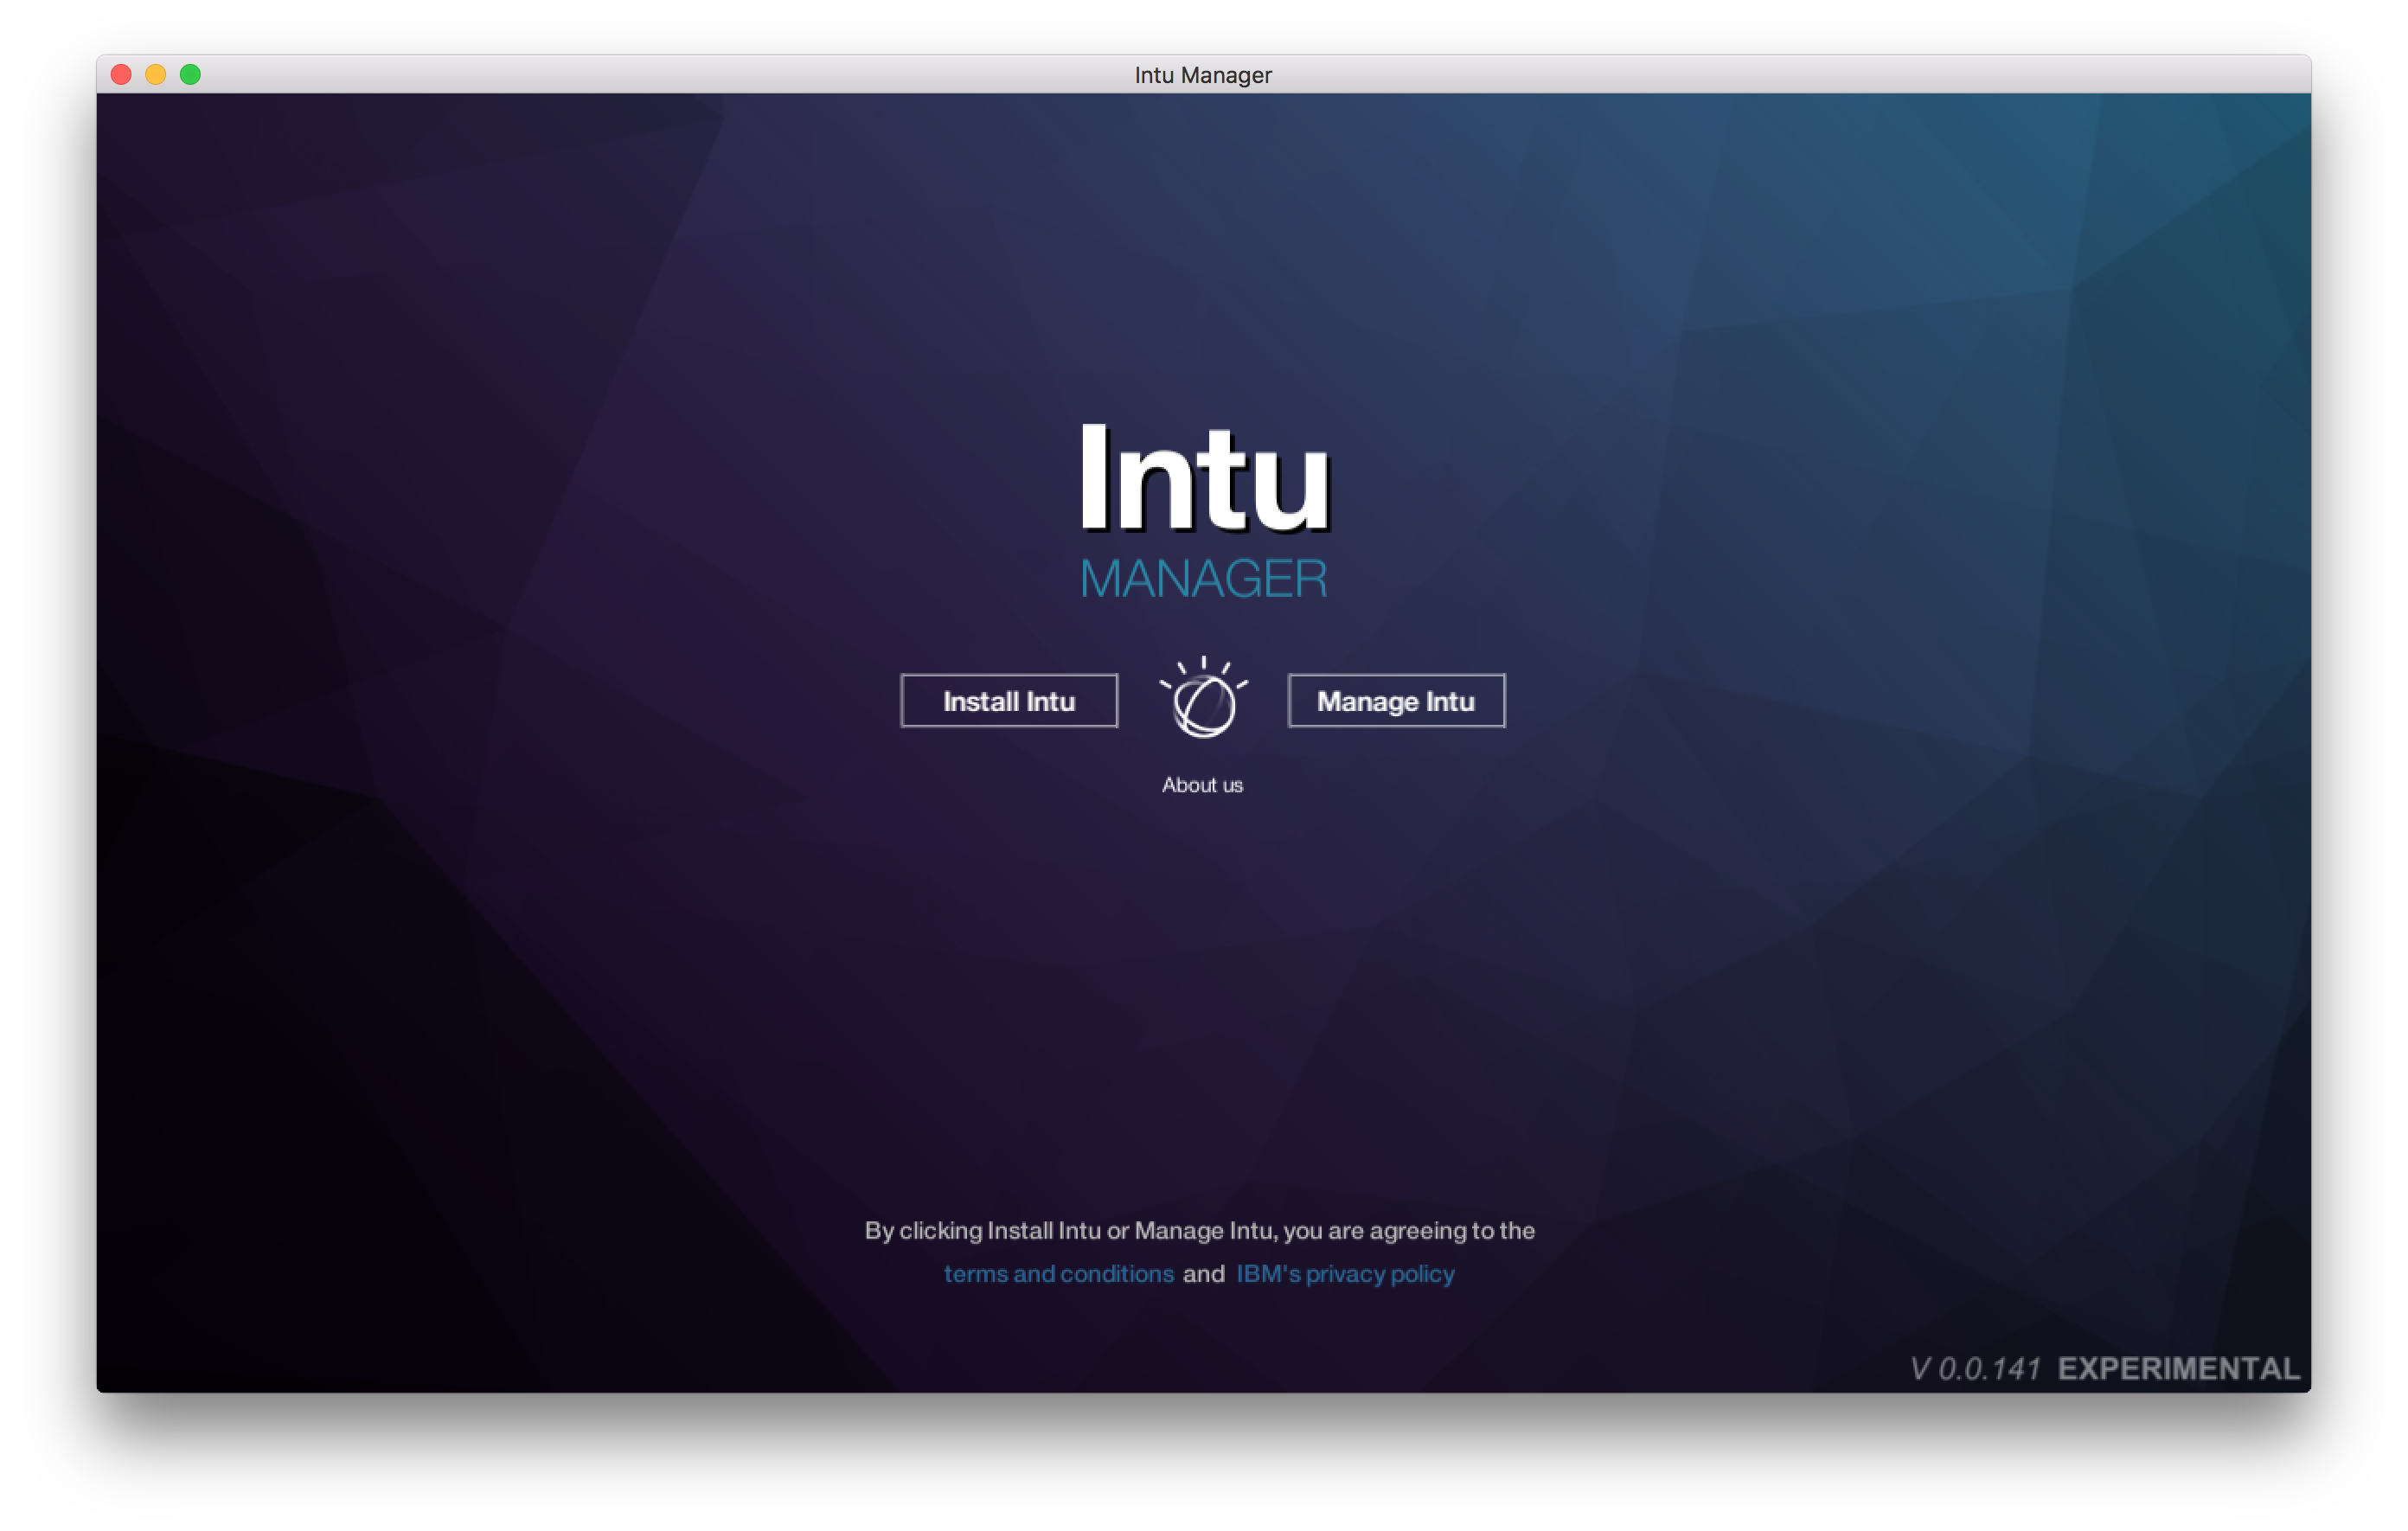 Intu Manager
Intu
MANAGER
Install Intu
Manage Intu
About us
By clicking Install Intu or Manage Intu, you are agreeing to the
terms and conditions and IBM's privacy policy
V 0.0.141 EXPERIMENTAL